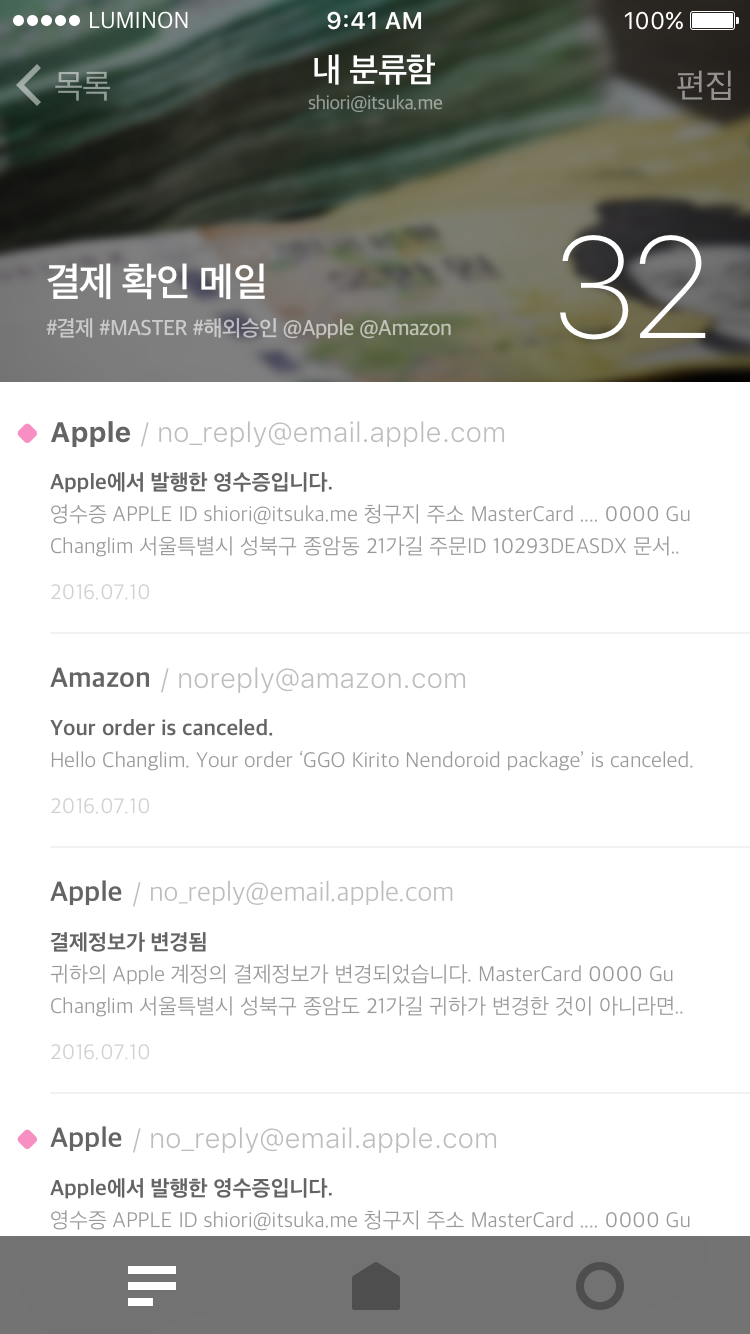 LUMINON 9:41 AM 100%
목록 내 분류함 편집
shiori@itsuka.me
결제 확인 메일 32
#결제 #MASTER #해외승인 @Apple @Amazon
Apple / no_reply@email.apple.com
Apple에서 발행한 영수증입니다.
영수증 APPLE ID shiori@itsuka.me 청구지 주소 MasterCard .... 0000 Gu
Changlim 서울특별시 성북구 종암동 21가길 주문ID 10293DEASDX 문서..
2016.07.10
Amazon / noreply@amazon.com
Your order is canceled.
Hello Changlim. Your order ‘GGO Kirito Nendoroid package’ is canceled.
2016.07.10
Apple / no_reply@email.apple.com
결제정보가 변경됨
귀하의 Apple 계정의 결제정보가 변경되었습니다. MasterCard 0000 Gu
Changlim 서울특별시 성북구 종암도 21가길 귀하가 변경한 것이 아니라면..
2016.07.10
Apple / no_reply@email.apple.com
Apple에서 발행한 영수증입니다.
영수증 APPLE ID shiori@itsuka.me 청구지 주소 MasterCard .... 0000 Gu